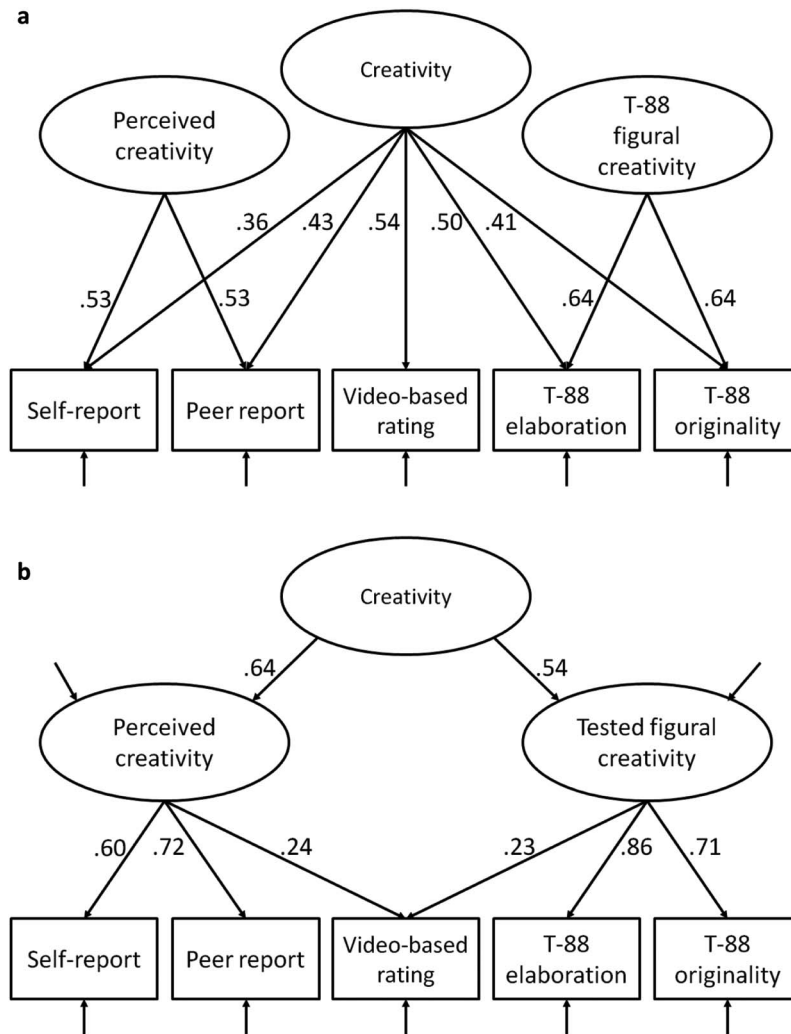 a
Creativity
Perceived
creativity
T-88
figural
creativity
.36
.43
.54
.50
.41
.53
.53
.64
.64
Self-report
Peer report
Video-based
rating
T-88
elaboration
T-88
originality
b
Creativity
.64
.54
Perceived
creativity
Tested figural
creativity
.60
.72
.24
.23
.86
.71
Self-report
Peer report
Video-based
rating
T-88
elaboration
T-88
originality